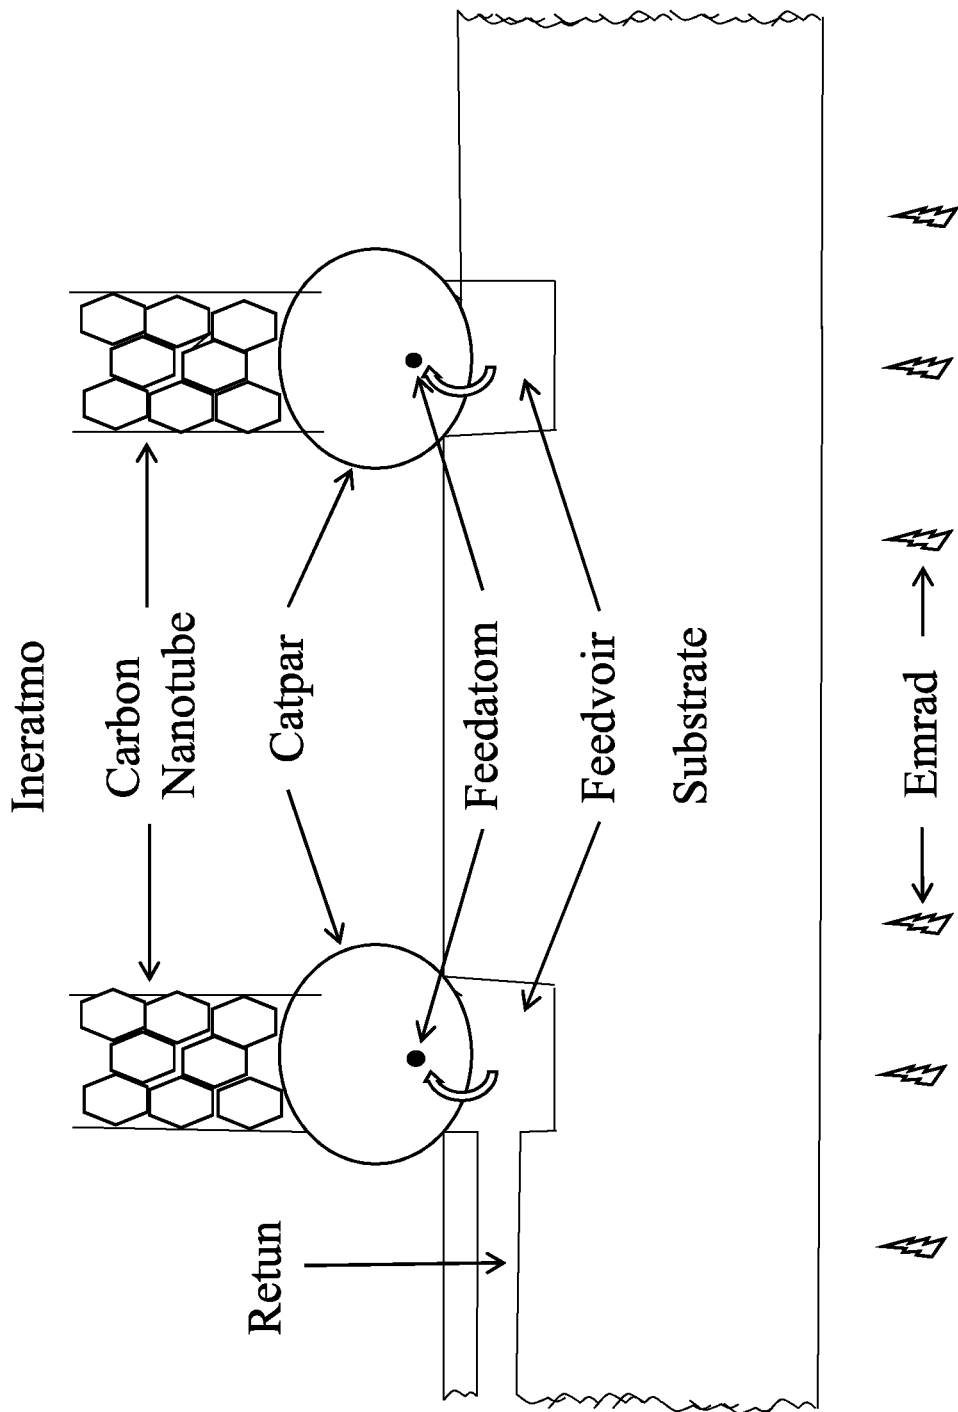 Ineratmo
Carbon
Nanotube
Catpar
Retun
Feedatom
Feedvoir
Substrate
Emrad